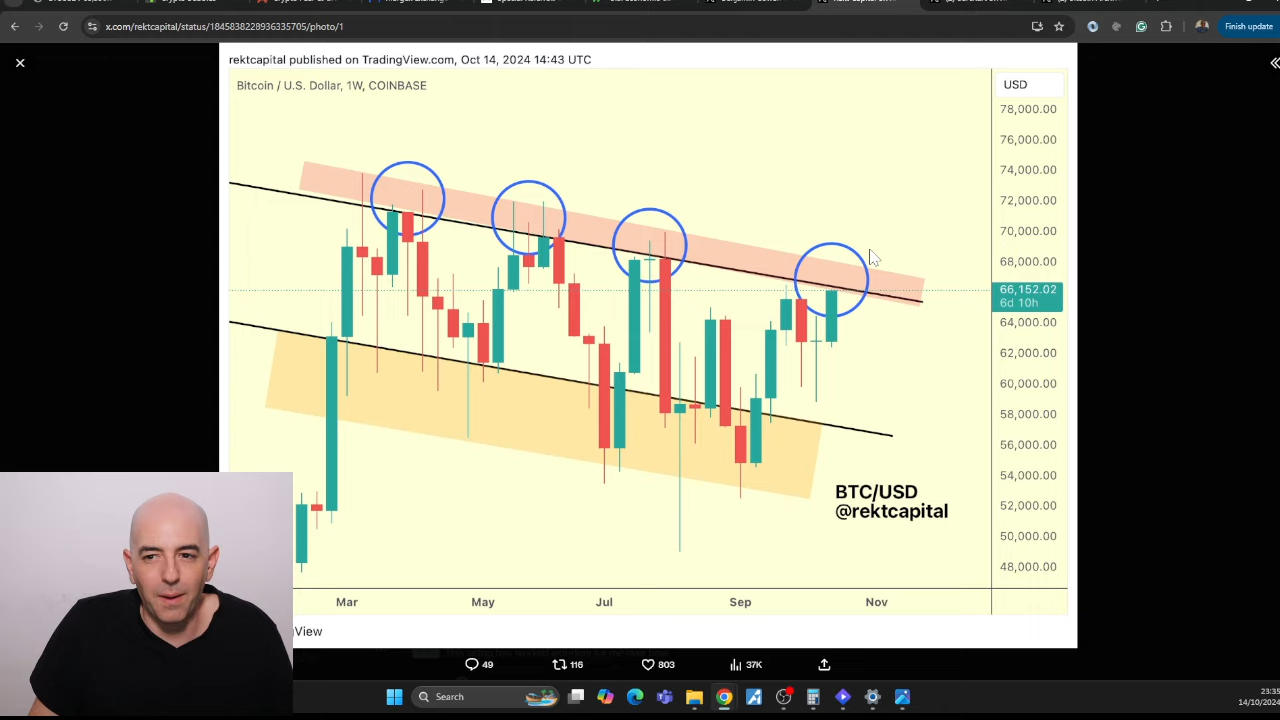 x.com/rektcapital/status/1845838228936335705/photo/1
Finish update
rektcapital published on TradingView.com, Oct 14, 2024 14:43 UTC
Bitcoin / U.S. Dollar, 1W, COINBASE
USD
78,000.00
76,000.00
74,000.00
72,000.00
70,000.00
68,000.00
66,152.02
6d 10h
64,000.00
62,000.00
60,000.00
58,000.00
56,000.00
54,000.00
52,000.00
50,000.00
48,000.00
BTC/USD
@rektcapital
Mar
May
Jul
Sep
Nov
View
49
116
803
37K
Search
23:35
14/10/2024